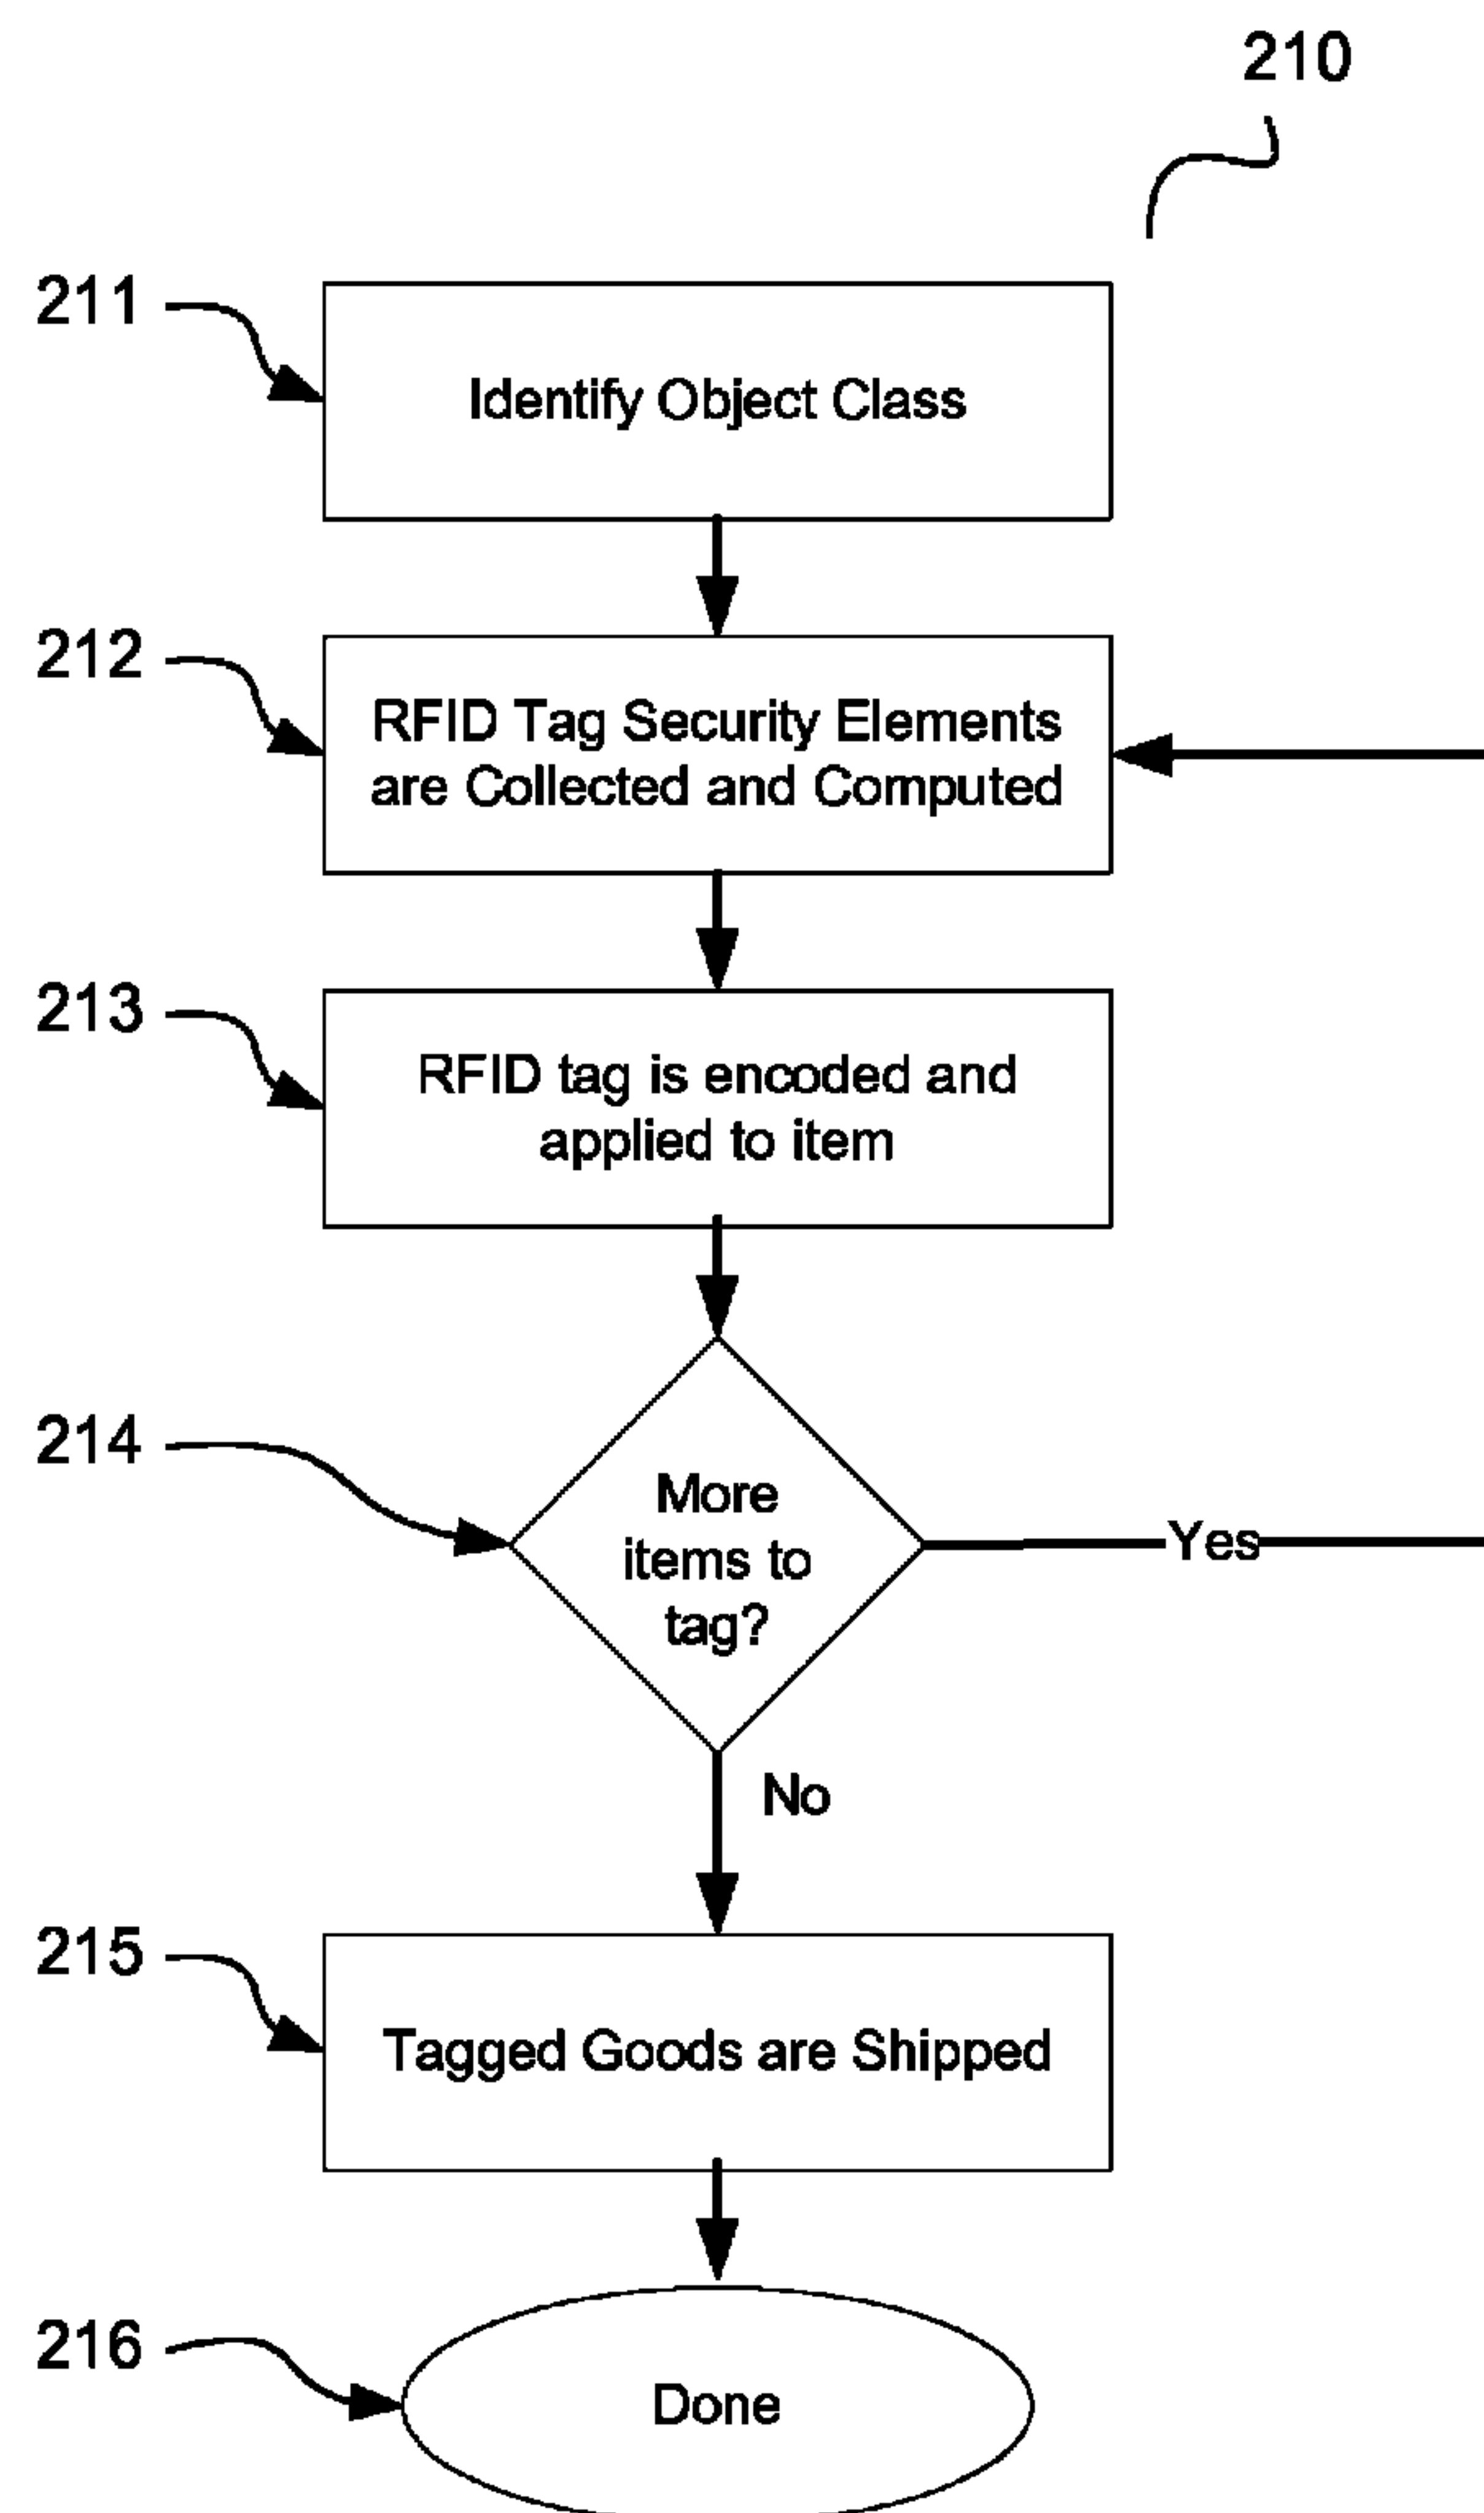 210
211
Identify Object Class
212
RFID Tag Security Elements
are Collected and Computed
213
RFID tag is encoded and
applied to item
214
More
items to
tag?
Yes
No
215
Tagged Goods are Shipped
216
Done